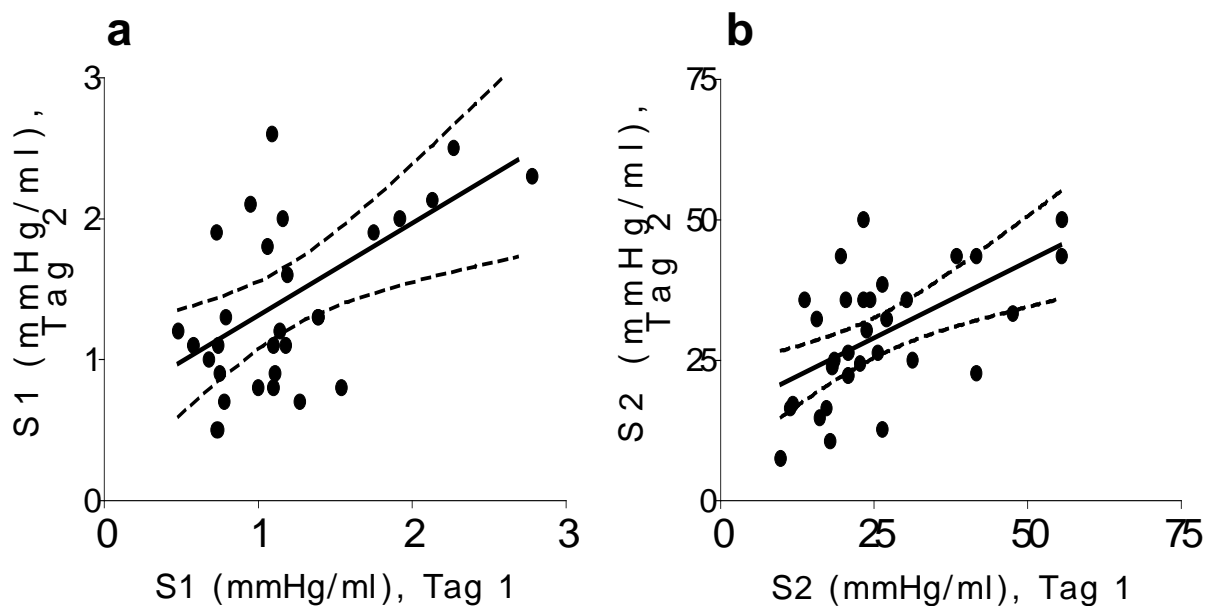 a
3
2
1
0
0 1 2 3
S1 (mmHg/ml),
Tag 2
S1 (mmHg/ml), Tag 1
b
75
50
25
0
0 25 50 75
S2 (mmHg/ml),
Tag 2
S2 (mmHg/ml), Tag 1